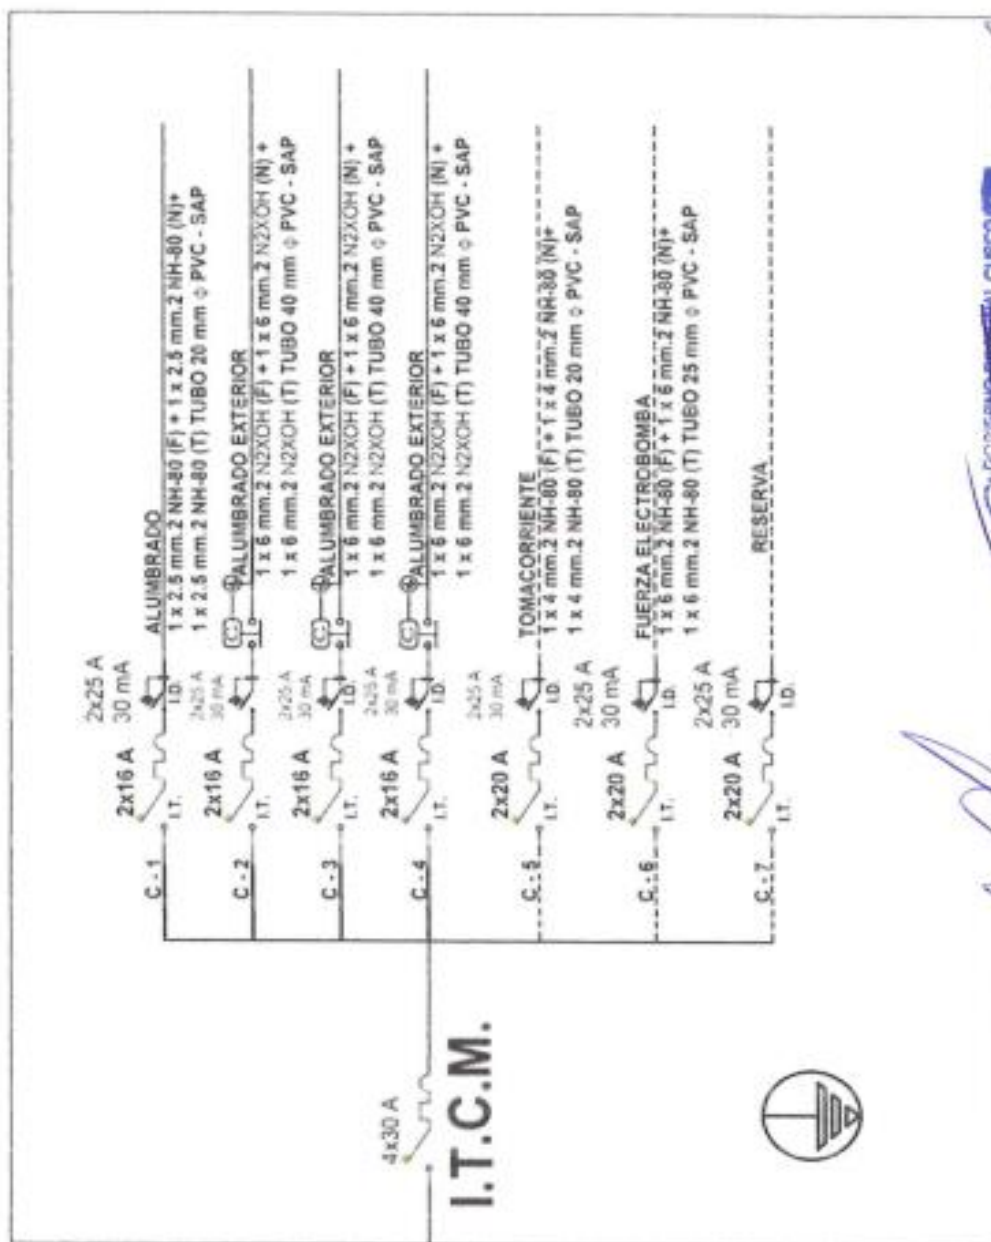 4x30 A
I.T.C.M.
C - 1
2x16 A
I.T.
2x25 A
30 mA
I.D.
ALUMBRADO
1 x 2.5 mm.2 NH-80 (F) + 1 x 2.5 mm.2 NH-80 (N)+
1 x 2.5 mm.2 NH-80 (T) TUBO 20 mm ϕ PVC - SAP
C - 2
2x16 A
I.T.
2x25 A
30 mA
I.D.
C
ALUMBRADO EXTERIOR
1 x 6 mm.2 N2XOH (F) + 1 x 6 mm.2 N2XOH (N) +
1 x 6 mm.2 N2XOH (T) TUBO 40 mm ϕ PVC - SAP
C - 3
2x16 A
I.T.
2x25 A
30 mA
I.D.
C
ALUMBRADO EXTERIOR
1 x 6 mm.2 N2XOH (F) + 1 x 6 mm.2 N2XOH (N) +
1 x 6 mm.2 N2XOH (T) TUBO 40 mm ϕ PVC - SAP
C - 4
2x16 A
I.T.
2x25 A
30 mA
I.D.
C
ALUMBRADO EXTERIOR
1 x 6 mm.2 N2XOH (F) + 1 x 6 mm.2 N2XOH (N) +
1 x 6 mm.2 N2XOH (T) TUBO 40 mm ϕ PVC - SAP
C - 5
2x20 A
I.T.
2x25 A
30 mA
I.D.
TOMACORRIENTE
1 x 4 mm.2 NH-80 (F) + 1 x 4 mm.2 NH-80 (N)+
1 x 4 mm.2 NH-80 (T) TUBO 20 mm ϕ PVC - SAP
C - 6
2x20 A
I.T.
2x25 A
30 mA
I.D.
FUERZA ELECTROBOMBA
1 x 6 mm.2 NH-80 (F) + 1 x 6 mm.2 NH-80 (N)+
1 x 6 mm.2 NH-80 (T) TUBO 25 mm ϕ PVC - SAP
C - 7
2x20 A
I.T.
2x25 A
30 mA
I.D.
RESERVA